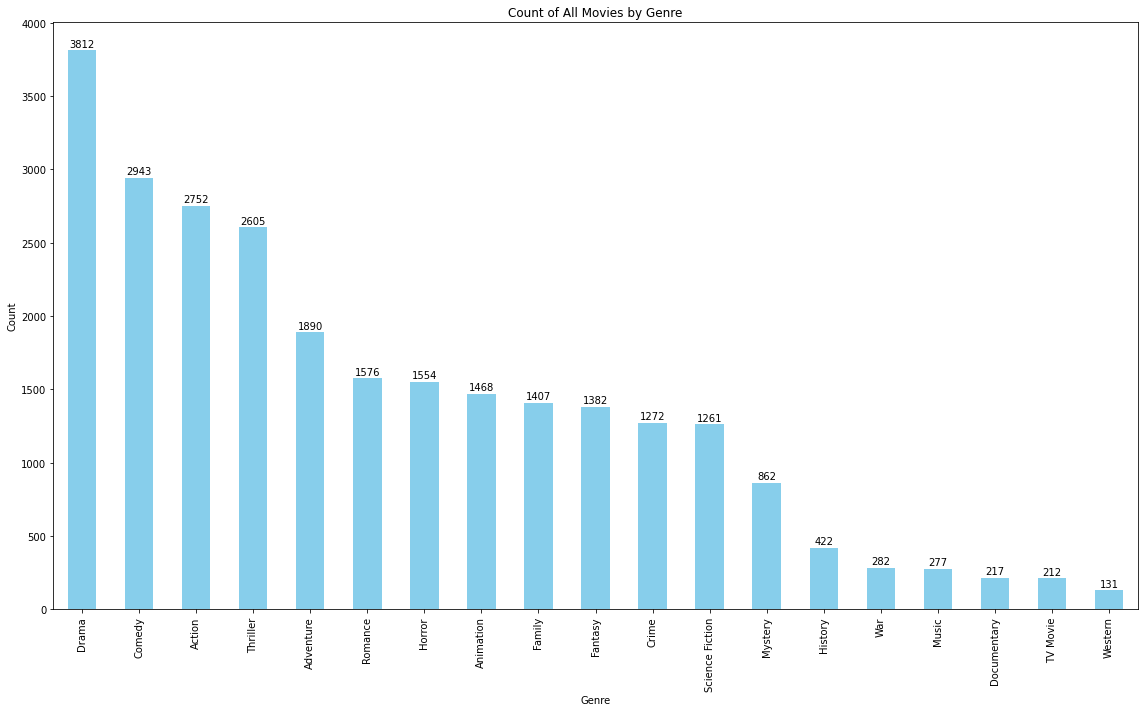 Count of All Movies by Genre
4000
3500
3000
2500
2000
1500
1000
500
0
Count
3812
2943
2752
2605
1890
1576
1554
1468
1407
1382
1272
1261
862
422
282
277
217
212
131
Drama
Comedy
Action
Thriller
Adventure
Romance
Horror
Animation
Family
Fantasy
Crime
Science Fiction
Mystery
History
War
Music
Documentary
TV Movie
Western
Genre